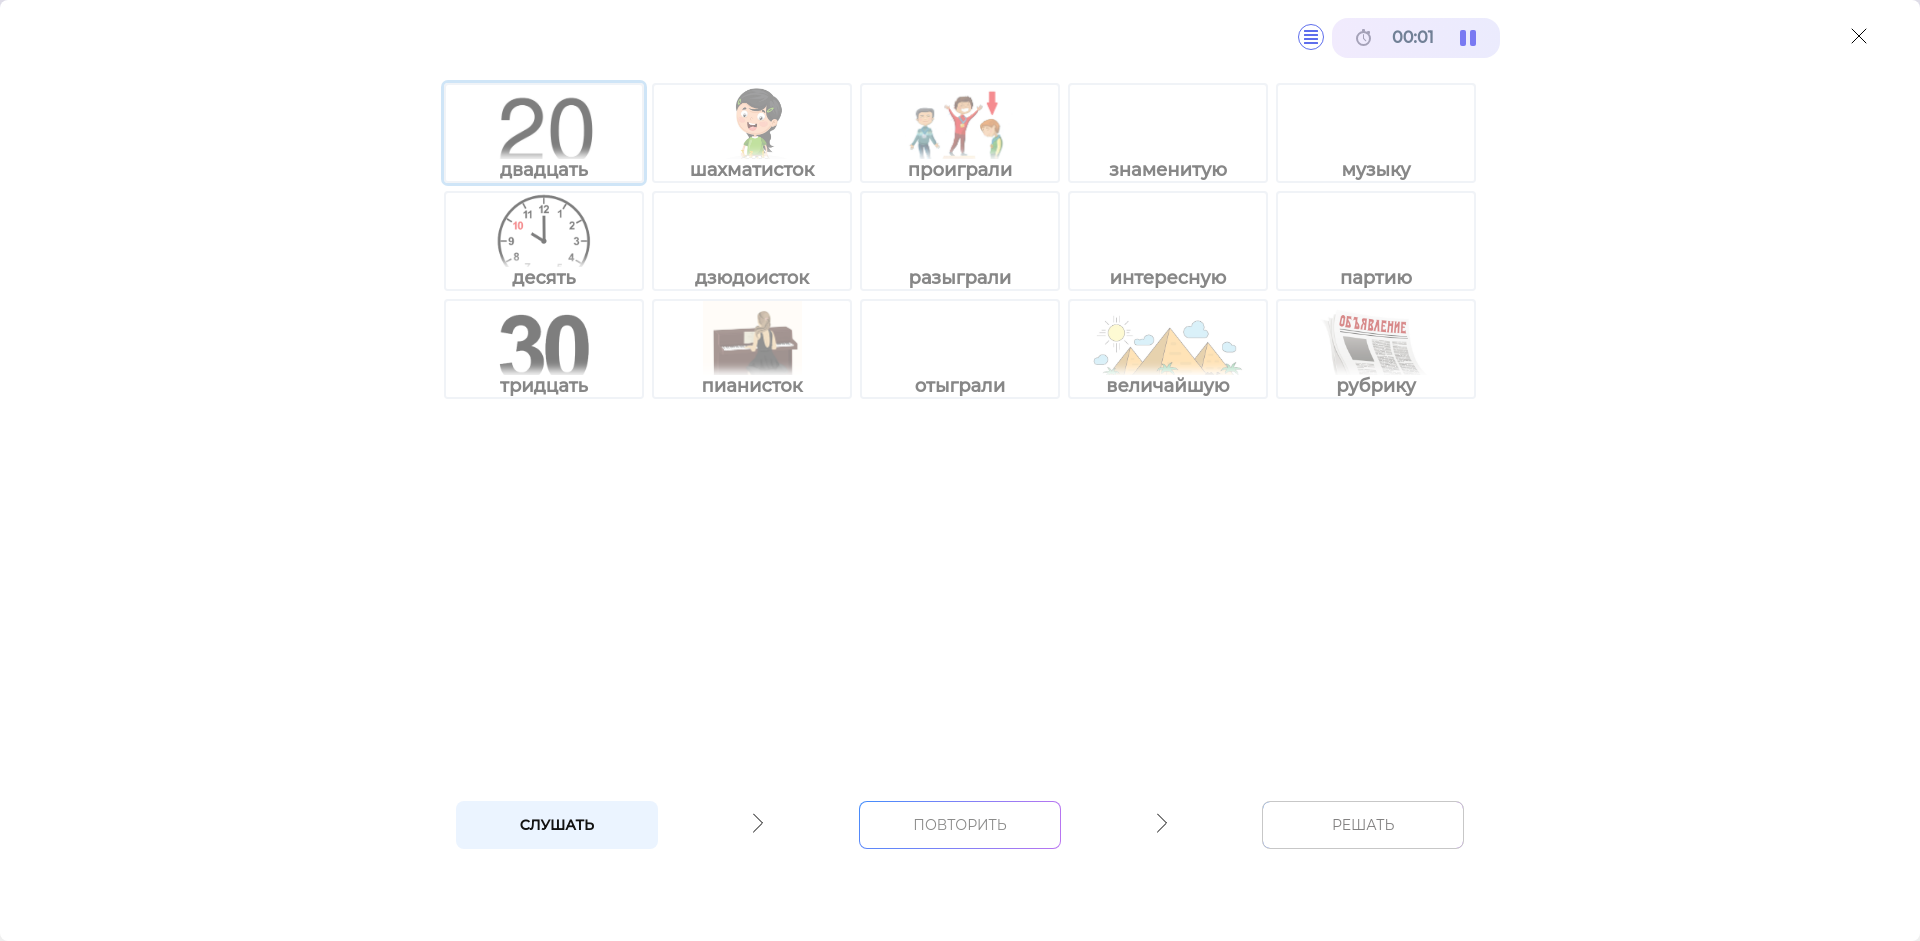 00:01
20
двадцать
шахматисток
проиграли
знаменитую
музыку
11 12 1
10 2
9 3
8 4
десять
дзюдоисток
разыграли
интересную
партию
30
тридцать
пианисток
отыграли
величайшую
ОБЪЯВЛЕНИЕ
рубрику
СЛУШАТЬ
ПОВТОРИТЬ
РЕШАТЬ